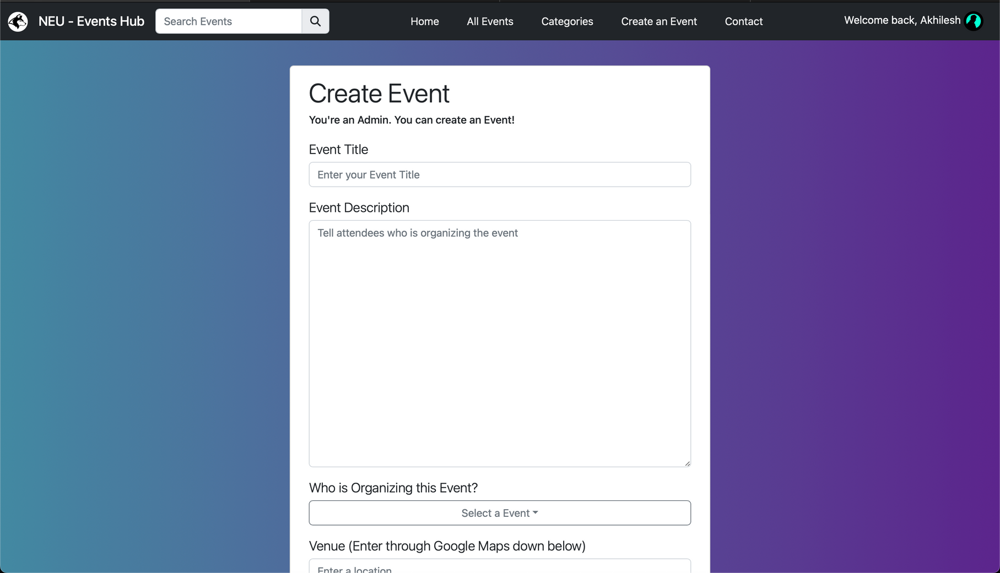 NEU - Events Hub
Search Events
Home
All Events
Categories
Create an Event
Contact
Welcome back, Akhilesh
Create Event
You're an Admin. You can create an Event!
Event Title
Enter your Event Title
Event Description
Tell attendees who is organizing the event
Who is Organizing this Event?
Select a Event
Venue (Enter through Google Maps down below)
Enter a location